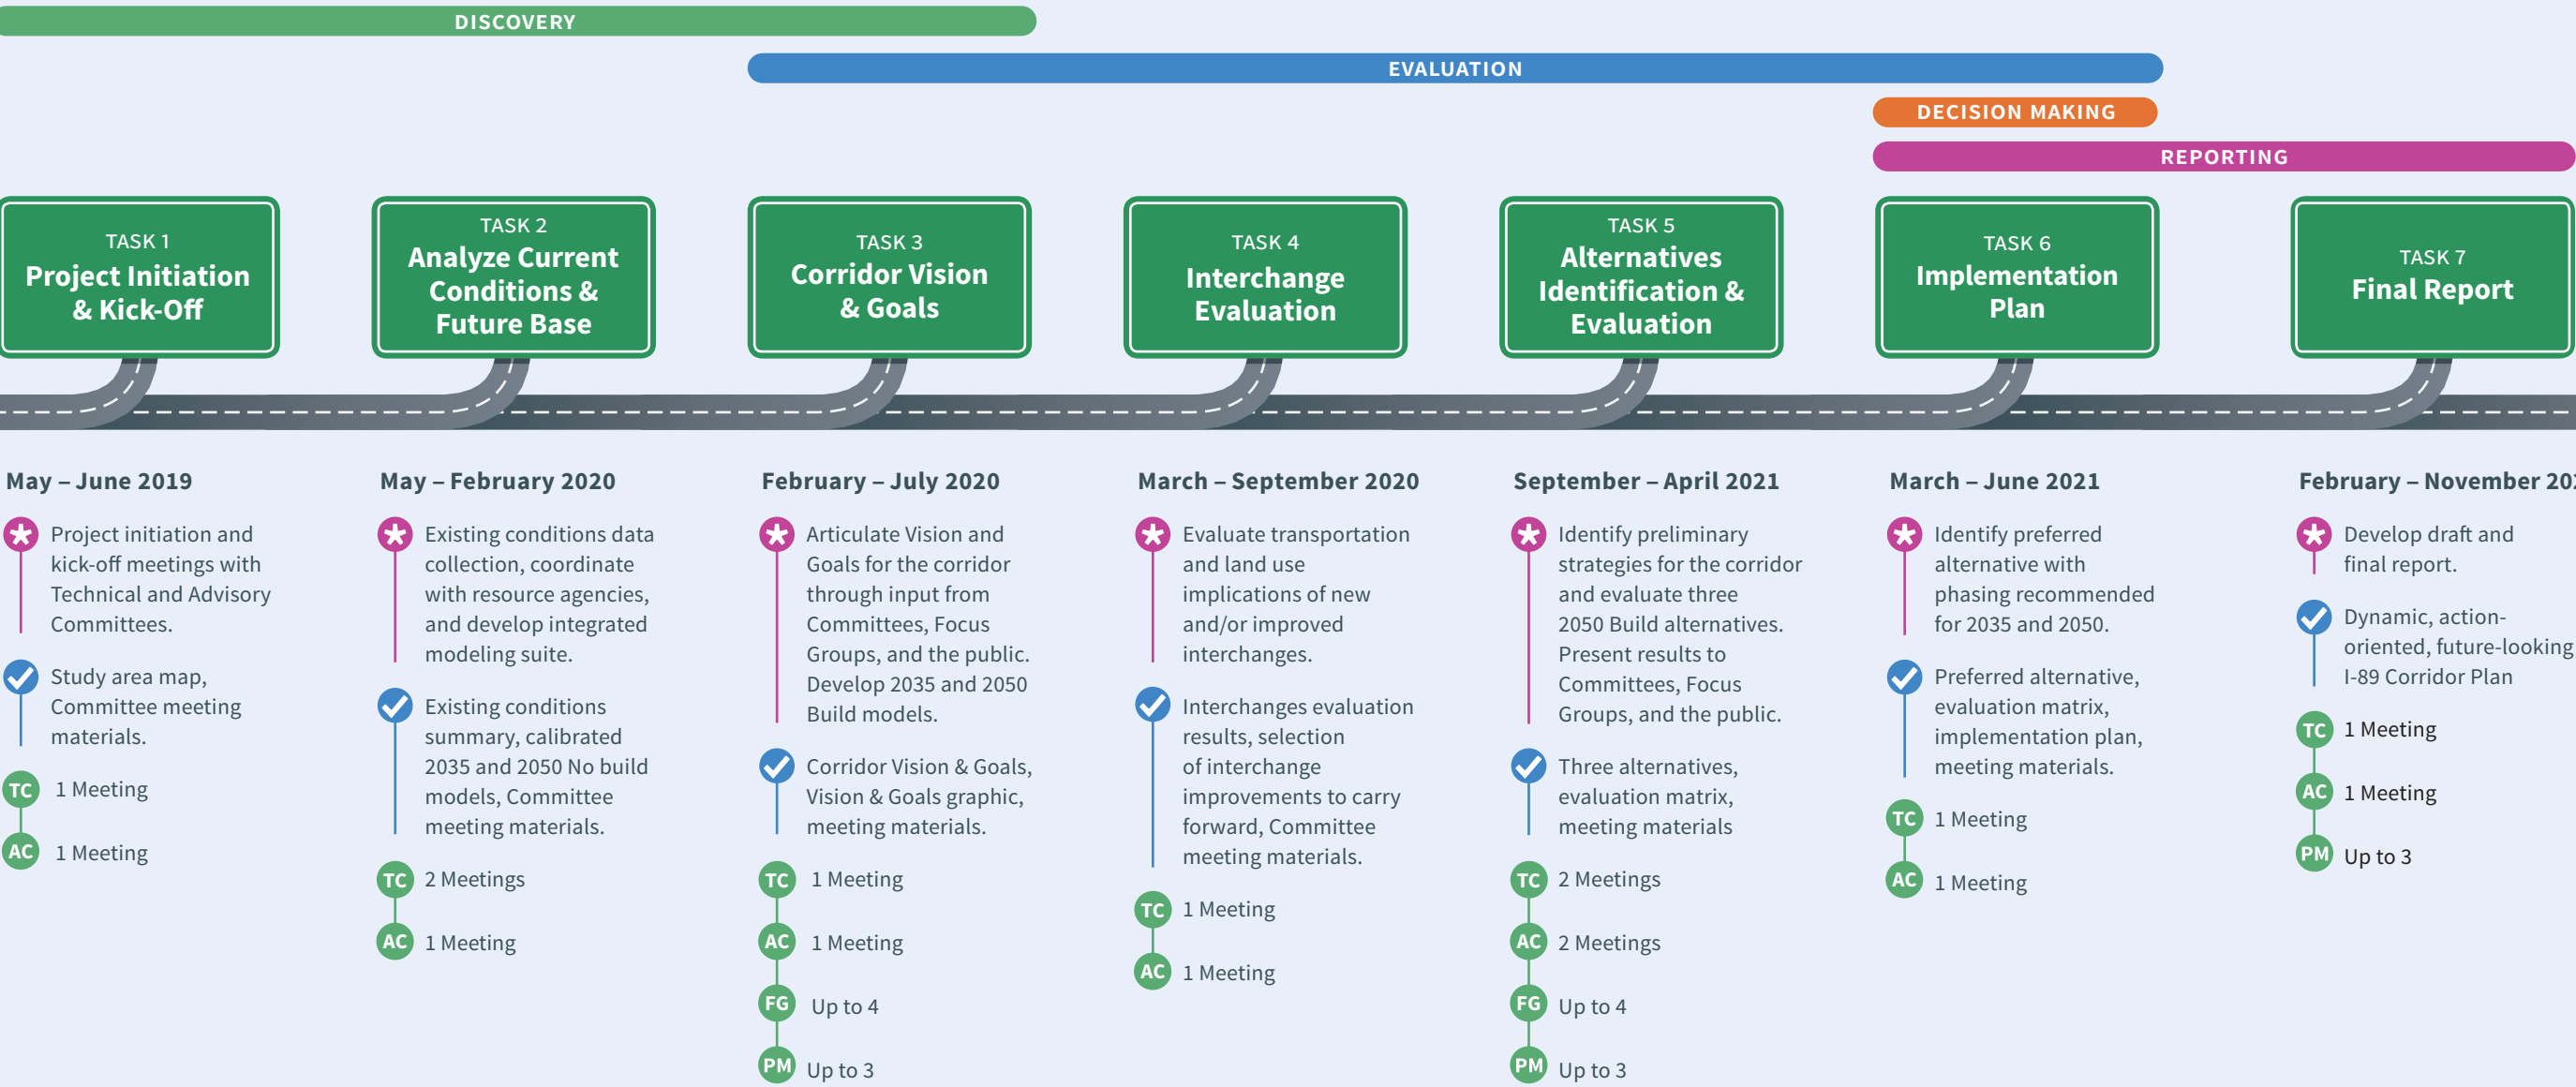 DISCOVERY
EVALUATION
DECISION MAKING
REPORTING
TASK 1
Project Initiation
& Kick-Off
TASK 2
Analyze Current
Conditions &
Future Base
TASK 3
Corridor Vision
& Goals
TASK 4
Interchange
Evaluation
TASK 5
Alternatives
Identification &
Evaluation
TASK 6
Implementation
Plan
TASK 7
Final Report
May – June 2019
Project initiation and
kick-off meetings with
Technical and Advisory
Committees.
Study area map,
Committee meeting
materials.
TC 1 Meeting
AC 1 Meeting
May – February 2020
Existing conditions data
collection, coordinate
with resource agencies,
and develop integrated
modeling suite.
Existing conditions
summary, calibrated
2035 and 2050 No build
models, Committee
meeting materials.
TC 2 Meetings
AC 1 Meeting
February – July 2020
Articulate Vision and
Goals for the corridor
through input from
Committees, Focus
Groups, and the public.
Develop 2035 and 2050
Build models.
Corridor Vision & Goals,
Vision & Goals graphic,
meeting materials.
TC 1 Meeting
AC 1 Meeting
FG Up to 4
PM Up to 3
March – September 2020
Evaluate transportation
and land use
implications of new
and/or improved
interchanges.
Interchanges evaluation
results, selection
of interchange
improvements to carry
forward, Committee
meeting materials.
TC 1 Meeting
AC 1 Meeting
September – April 2021
Identify preliminary
strategies for the corridor
and evaluate three
2050 Build alternatives.
Present results to
Committees, Focus
Groups, and the public.
Three alternatives,
evaluation matrix,
meeting materials
TC 2 Meetings
AC 2 Meetings
FG Up to 4
PM Up to 3
March – June 2021
Identify preferred
alternative with
phasing recommended
for 2035 and 2050.
Preferred alternative,
evaluation matrix,
implementation plan,
meeting materials.
TC 1 Meeting
AC 1 Meeting
February – November
Develop draft and
final report.
Dynamic, action-
oriented, future-looking
I-89 Corridor Plan
TC 1 Meeting
AC 1 Meeting
PM Up to 3